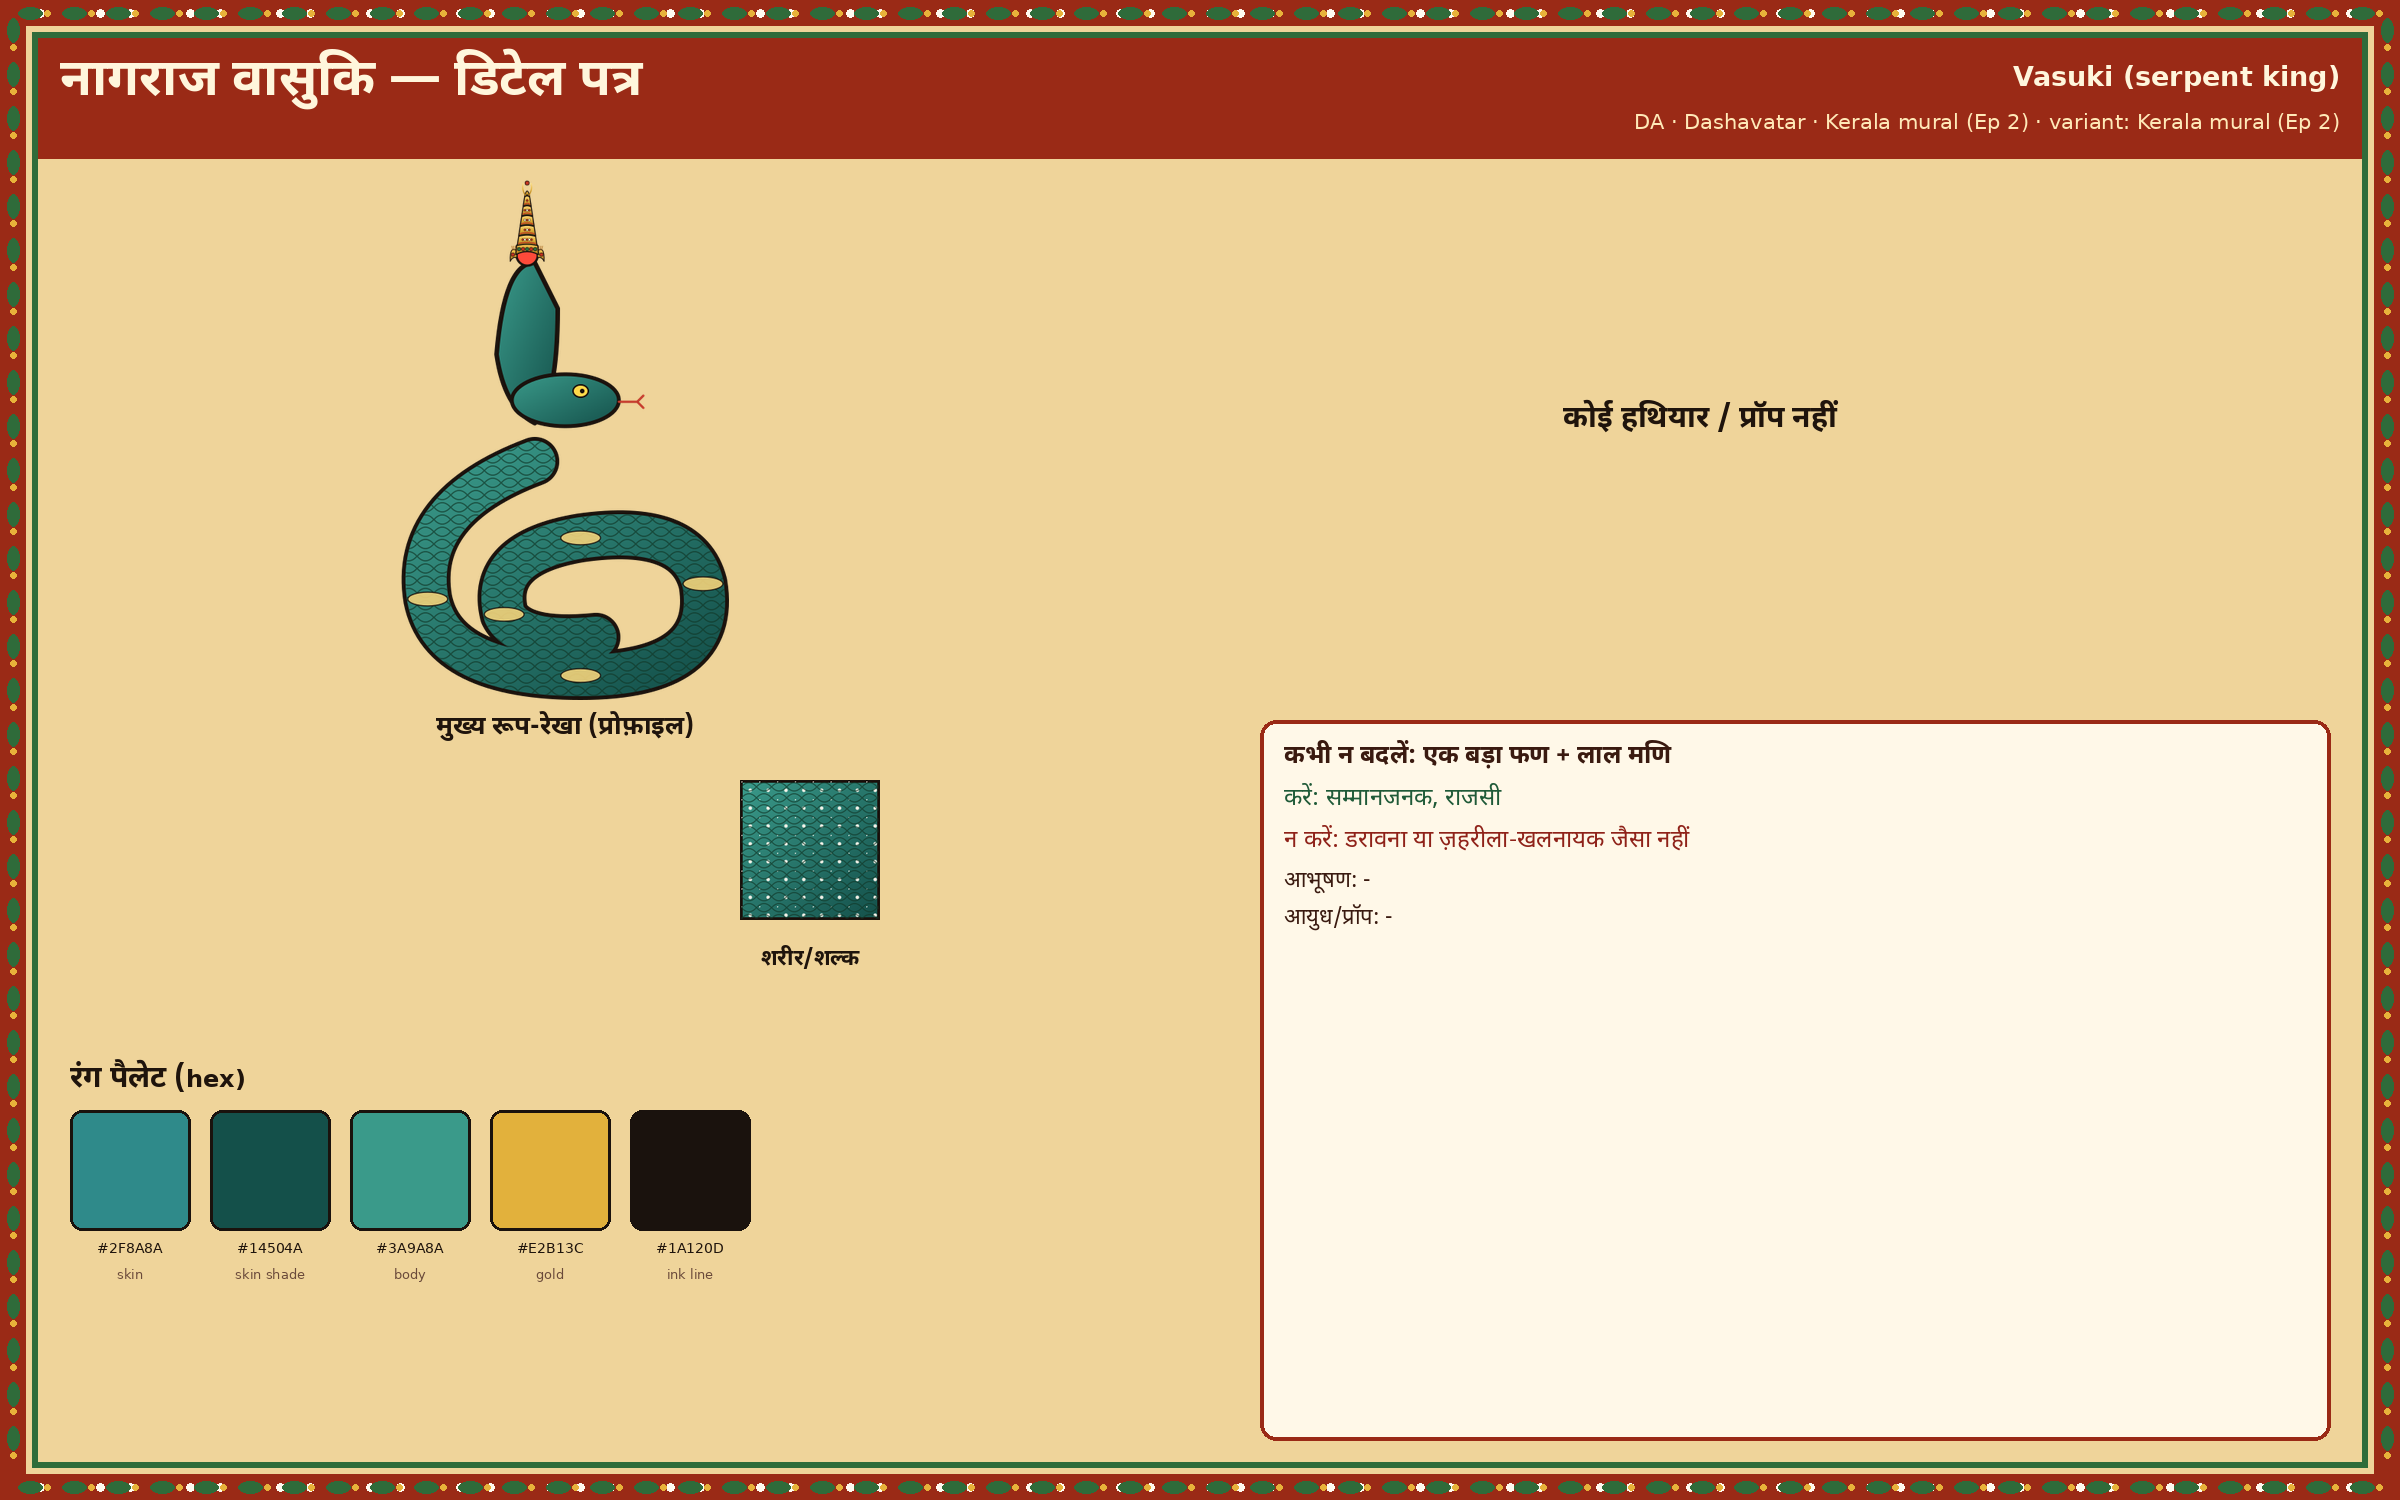 नागराज वासुकि — डिटेल पत्र
Vasuki (serpent king)
DA · Dashavatar · Kerala mural (Ep 2) · variant: Kerala mural (Ep 2)
कोई हथियार / प्रॉप नहीं
मुख्य रूप-रेखा (प्रोफ़ाइल)
कभी न बदलें: एक बड़ा फण + लाल मणि
करें: सम्मानजनक, राजसी
न करें: डरावना या ज़हरीला-खलनायक जैसा नहीं
आभूषण: -
आयुध/प्रॉप: -
शरीर/शल्क
रंग पैलेट (hex)
#2F8A8A #14504A #3A9A8A #E2B13C #1A120D
skin skin shade body gold ink line